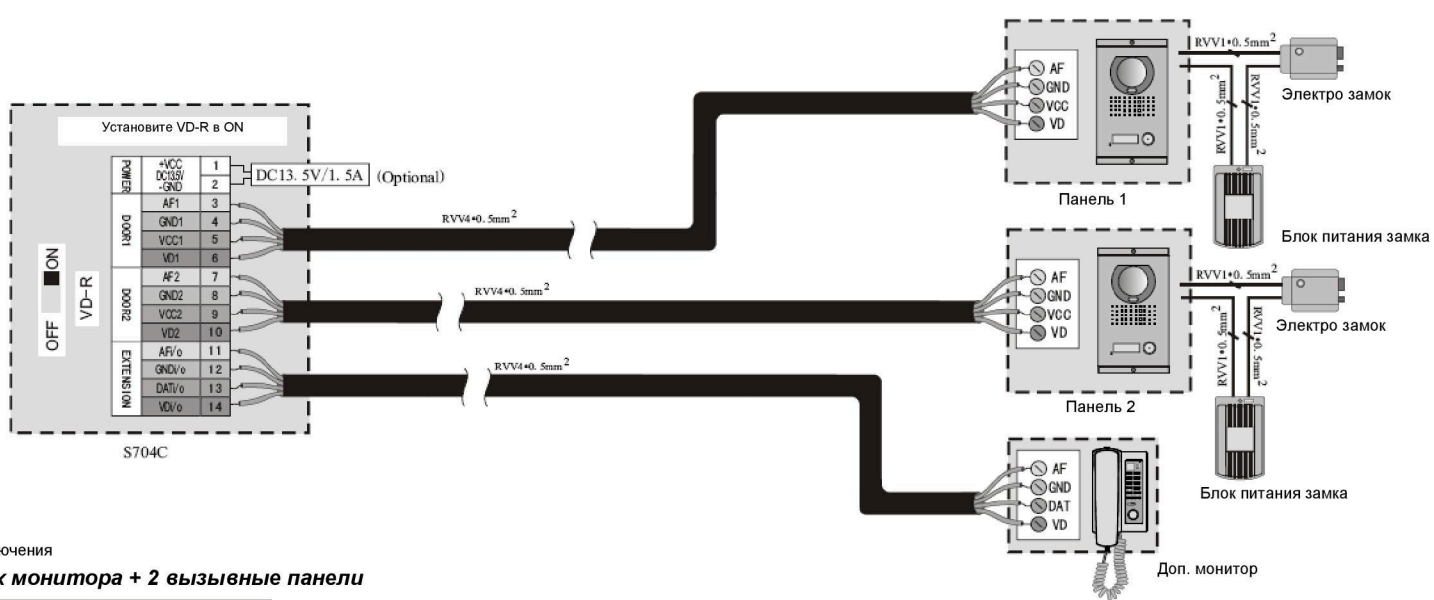 Установите VD-R в ON
POWER
+VCC
DC13.5V
-GND
1
2
DC13. 5V/1. 5A
(Optional)
DOOR1
AF1 3
GND1 4
VCC1 5
VD1 6
DOOR2
AF2 7
GND2 8
VCC2 9
VD2 10
EXTENSION
AFi/o 11
GNDi/o 12
DATi/o 13
VDi/o 14
OFF
ON
VD-R
S704C
RVV4*0. 5mm²
RVV4*0. 5mm²
RVV4*0. 5mm²
AF
GND
VCC
VD
Панель 1
RVV1*0. 5mm²
RVV1*0. 5mm²
RVV1*0. 5mm²
Электро замок
Блок питания замка
AF
GND
VCC
VD
Панель 2
RVV1*0. 5mm²
RVV1*0. 5mm²
RVV1*0. 5mm²
Электро замок
Блок питания замка
AF
GND
DAT
VD
Доп. монитор
ючения
к монитора + 2 вызывные панели